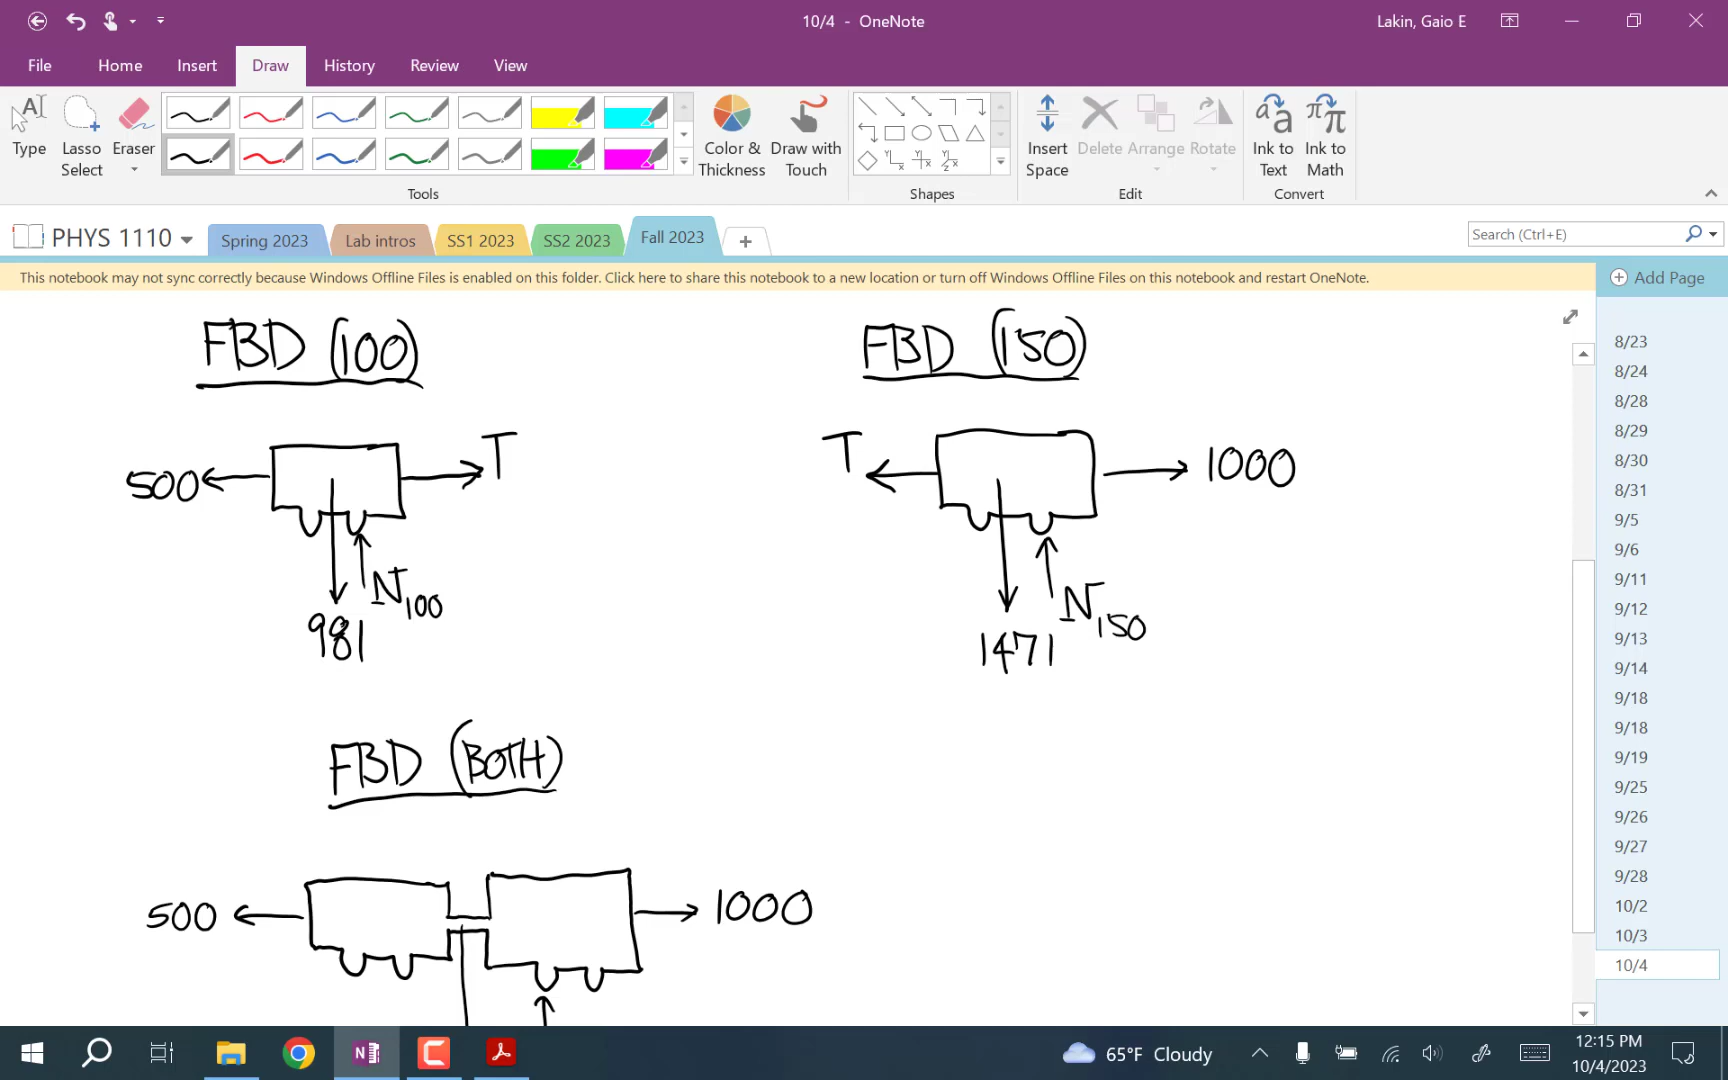 10/4 - OneNote
Lakin, Gaio E
File Home Insert Draw History Review View
Type
Lasso Select
Eraser
Color & Thickness
Draw with Touch
Insert Space
Delete
Arrange
Rotate
Ink to Text
Ink to Math
Tools
Shapes
Edit
Convert
PHYS 1110
Spring 2023
Lab intros
SS1 2023
SS2 2023
Fall 2023
Search (Ctrl+E)
This notebook may not sync correctly because Windows Offline Files is enabled on this folder. Click here to share this notebook to a new location or turn off Windows Offline Files on this notebook and restart OneNote.
Add Page
8/23
8/24
8/28
8/29
8/30
8/31
9/5
9/6
9/11
9/12
9/13
9/14
9/18
9/18
9/19
9/25
9/26
9/27
9/28
10/2
10/3
10/4
FBD (100)
500
T
N100
981
FBD (150)
T
1000
N150
1471
FBD (BOTH)
500
1000
65°F Cloudy
12:15 PM
10/4/2023